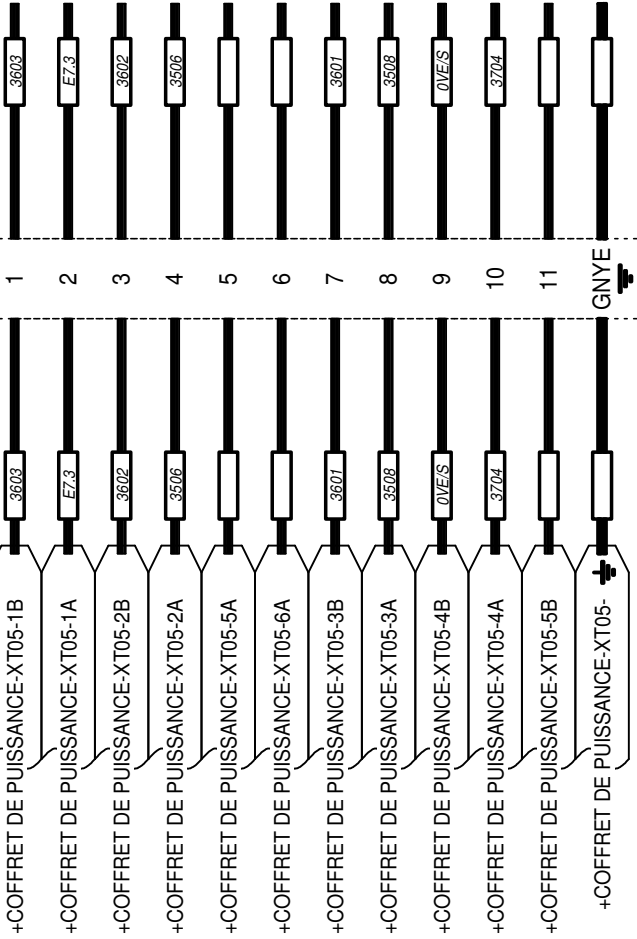 +COFFRET DE PUISSANCE-XT05-1B 3603 1 3603
+COFFRET DE PUISSANCE-XT05-1A E7.3 2 E7.3
+COFFRET DE PUISSANCE-XT05-2B 3602 3 3602
+COFFRET DE PUISSANCE-XT05-2A 3506 4 3506
+COFFRET DE PUISSANCE-XT05-5A 5
+COFFRET DE PUISSANCE-XT05-6A 6
+COFFRET DE PUISSANCE-XT05-3B 3601 7 3601
+COFFRET DE PUISSANCE-XT05-3A 3508 8 3508
+COFFRET DE PUISSANCE-XT05-4B 0VE/S 9 0VE/S
+COFFRET DE PUISSANCE-XT05-4A 3704 10 3704
+COFFRET DE PUISSANCE-XT05-5B 11
+COFFRET DE PUISSANCE-XT05- GNYE